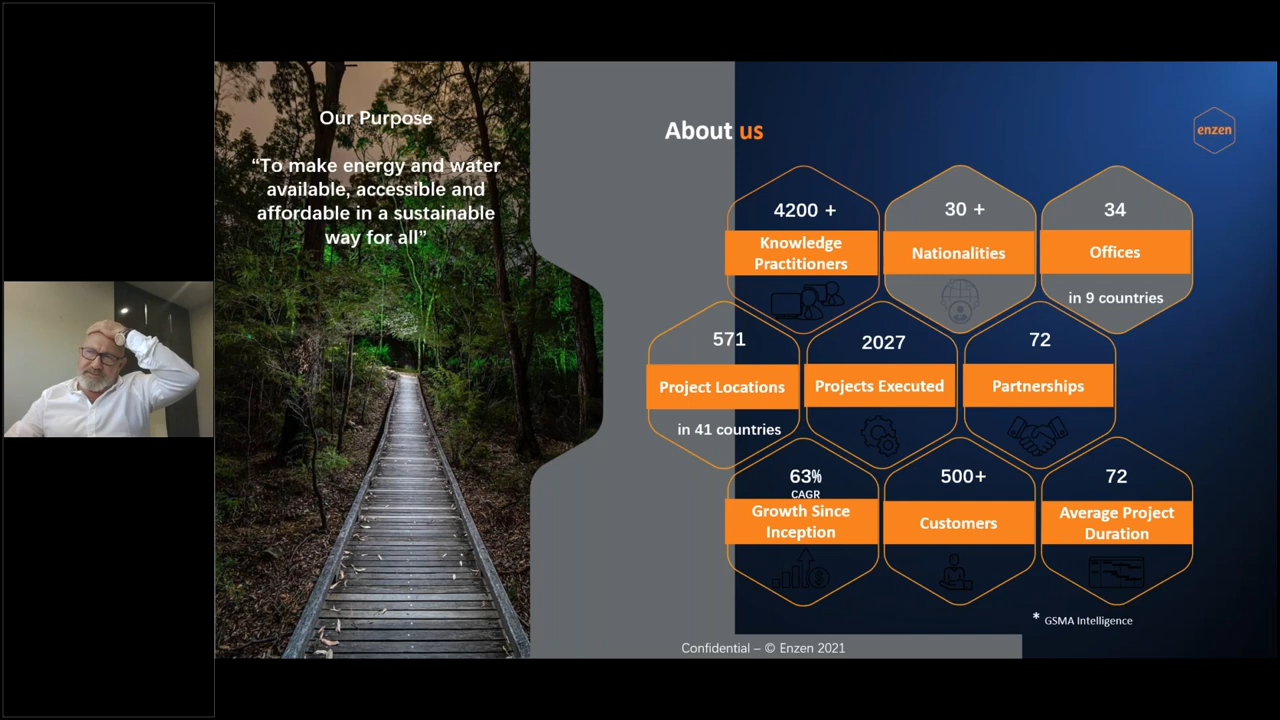 Our Purpose
“To make energy and water
available, accessible and
affordable in a sustainable
way for all”
About us
enzen
4200 +
Knowledge
Practitioners
30 +
Nationalities
34
Offices
in 9 countries
571
Project Locations
in 41 countries
2027
Projects Executed
72
Partnerships
63%
CAGR
Growth Since
Inception
500+
Customers
72
Average Project
Duration
* GSMA Intelligence
Confidential – © Enzen 2021